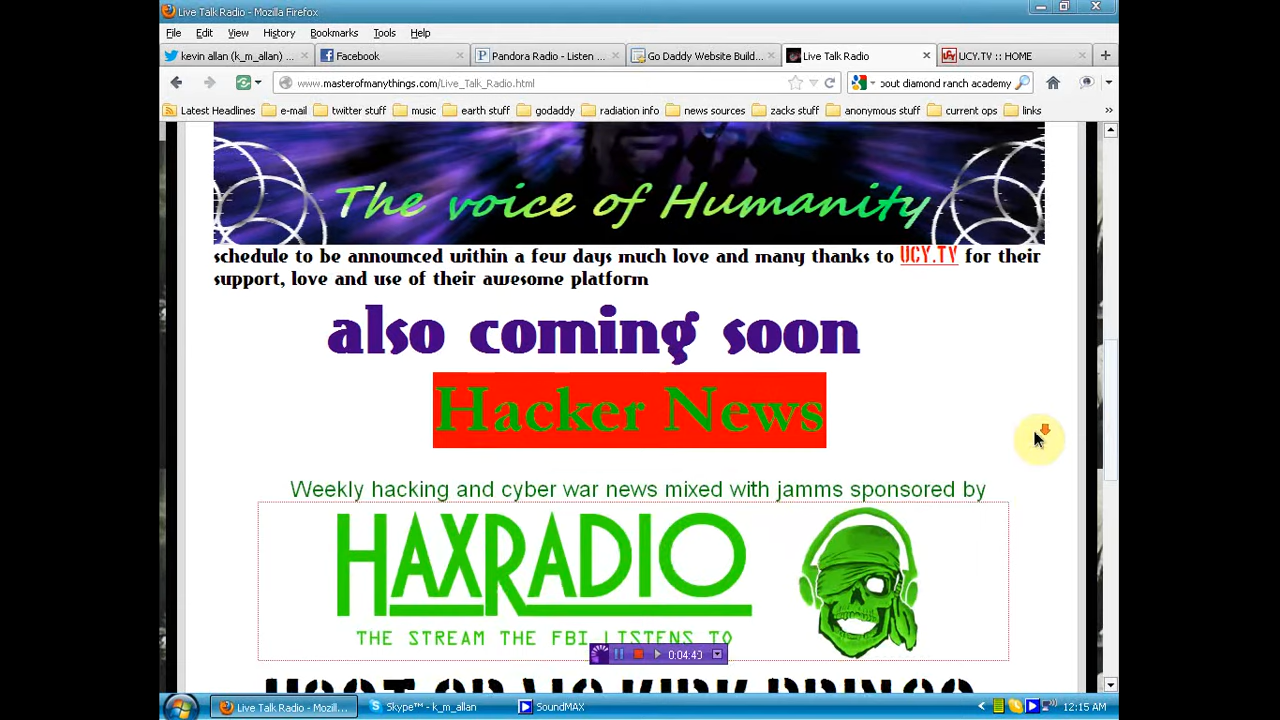 Live Talk Radio - Mozilla Firefox
File Edit View History Bookmarks Tools Help
kevin allan (k_m_allan) ... Facebook Pandora Radio - Listen ... Go Daddy Website Build... Live Talk Radio UCY.TV :: HOME
www.masterofmanythings.com/Live_Talk_Radio.html out diamond ranch academy
Latest Headlines e-mail twitter stuff music earth stuff godaddy radiation info news sources zacks stuff anonymous stuff current ops links »
The voice of Humanity
schedule to be announced within a few days much love and many thanks to UCY.TV for their
support, love and use of their awesome platform
also coming soon
Hacker News
Weekly hacking and cyber war news mixed with jamms sponsored by
HAXRADIO
THE STREAM THE FBI LISTENS TO
0:04:40
Live Talk Radio - Mozill... Skype™ - k_m_allan SoundMAX 12:15 AM